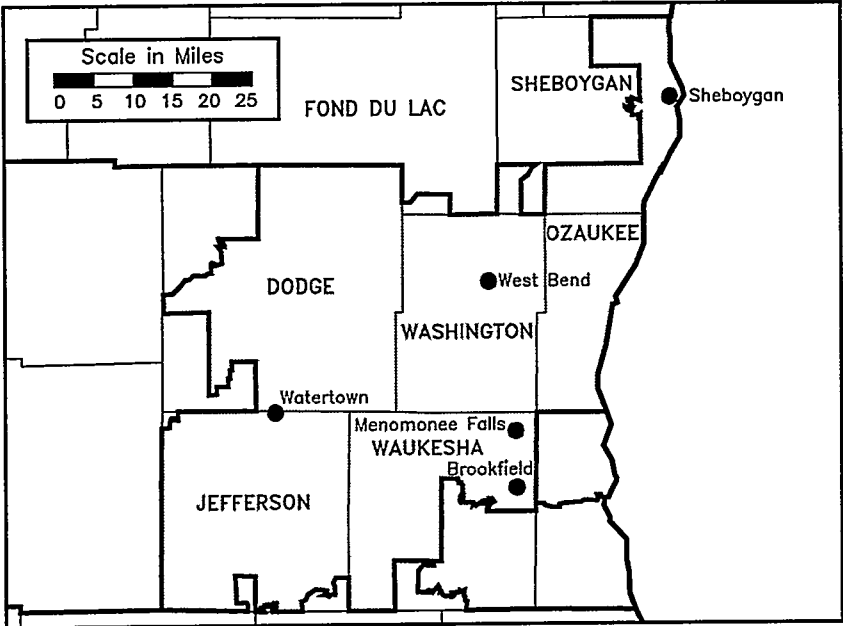 Scale in Miles
0 5 10 15 20 25
FOND DU LAC
SHEBOYGAN
Sheboygan
OZAUKEE
DODGE
West Bend
WASHINGTON
Watertown
Menomonee Falls
WAUKESHA
Brookfield
JEFFERSON